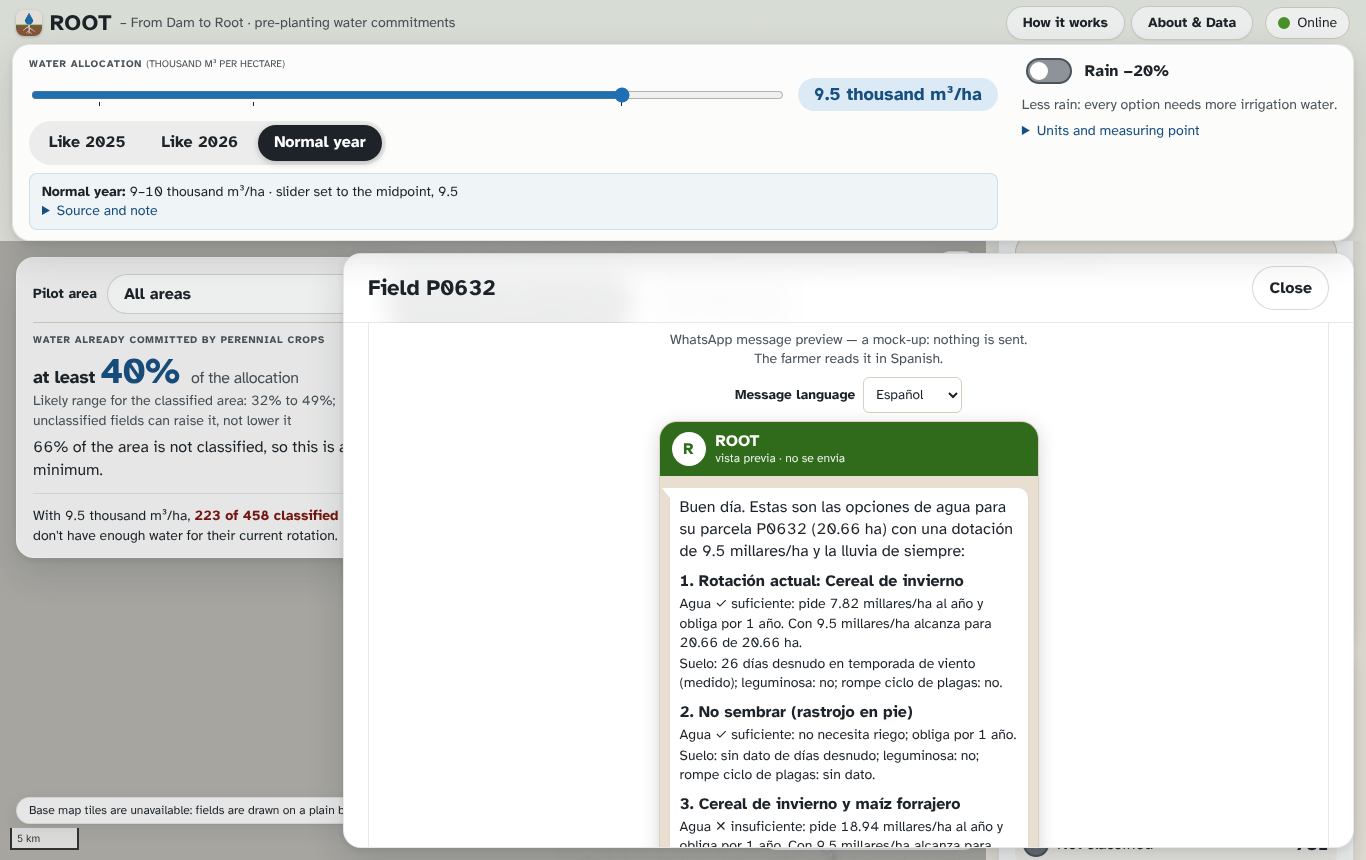 ROOT – From Dam to Root · pre-planting water commitments
How it works
About & Data
Online
WATER ALLOCATION (THOUSAND M³ PER HECTARE)
9.5 thousand m³/ha
Like 2025
Like 2026
Normal year
Normal year: 9–10 thousand m³/ha · slider set to the midpoint, 9.5
Source and note
Rain −20%
Less rain: every option needs more irrigation water.
Units and measuring point
Pilot area
All areas
WATER ALREADY COMMITTED BY PERENNIAL CROPS
at least 40% of the allocation
Likely range for the classified area: 32% to 49%;
unclassified fields can raise it, not lower it
66% of the area is not classified, so this is a
minimum.
With 9.5 thousand m³/ha, 223 of 458 classified
don't have enough water for their current rotation.
Base map tiles are unavailable: fields are drawn on a plain
5 km
Field P0632
Close
WhatsApp message preview — a mock-up: nothing is sent.
The farmer reads it in Spanish.
Message language
Español
R
ROOT
vista previa · no se envía
Buen día. Estas son las opciones de agua para
su parcela P0632 (20.66 ha) con una dotación
de 9.5 millares/ha y la lluvia de siempre:
1. Rotación actual: Cereal de invierno
Agua ✓ suficiente: pide 7.82 millares/ha al año y
obliga por 1 año. Con 9.5 millares/ha alcanza para
20.66 de 20.66 ha.
Suelo: 26 días desnudo en temporada de viento
(medido); leguminosa: no; rompe ciclo de plagas: no.
2. No sembrar (rastrojo en pie)
Agua ✓ suficiente: no necesita riego; obliga por 1 año.
Suelo: sin dato de días desnudo; leguminosa: no;
rompe ciclo de plagas: sin dato.
3. Cereal de invierno y maíz forrajero
Agua ✕ insuficiente: pide 18.94 millares/ha al año y
obliga por 1 año. Con 9.5 millares/ha alcanza para